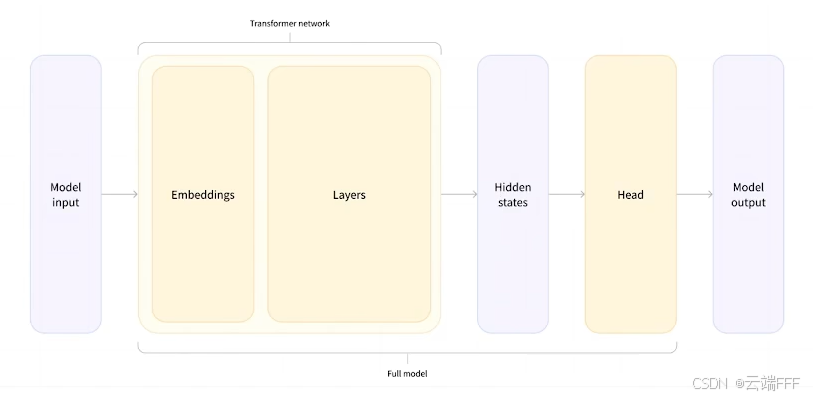 Transformer network
Model
input
Embeddings
Layers
Hidden
states
Head
Model
output
Full model
CSDN @云端FFF